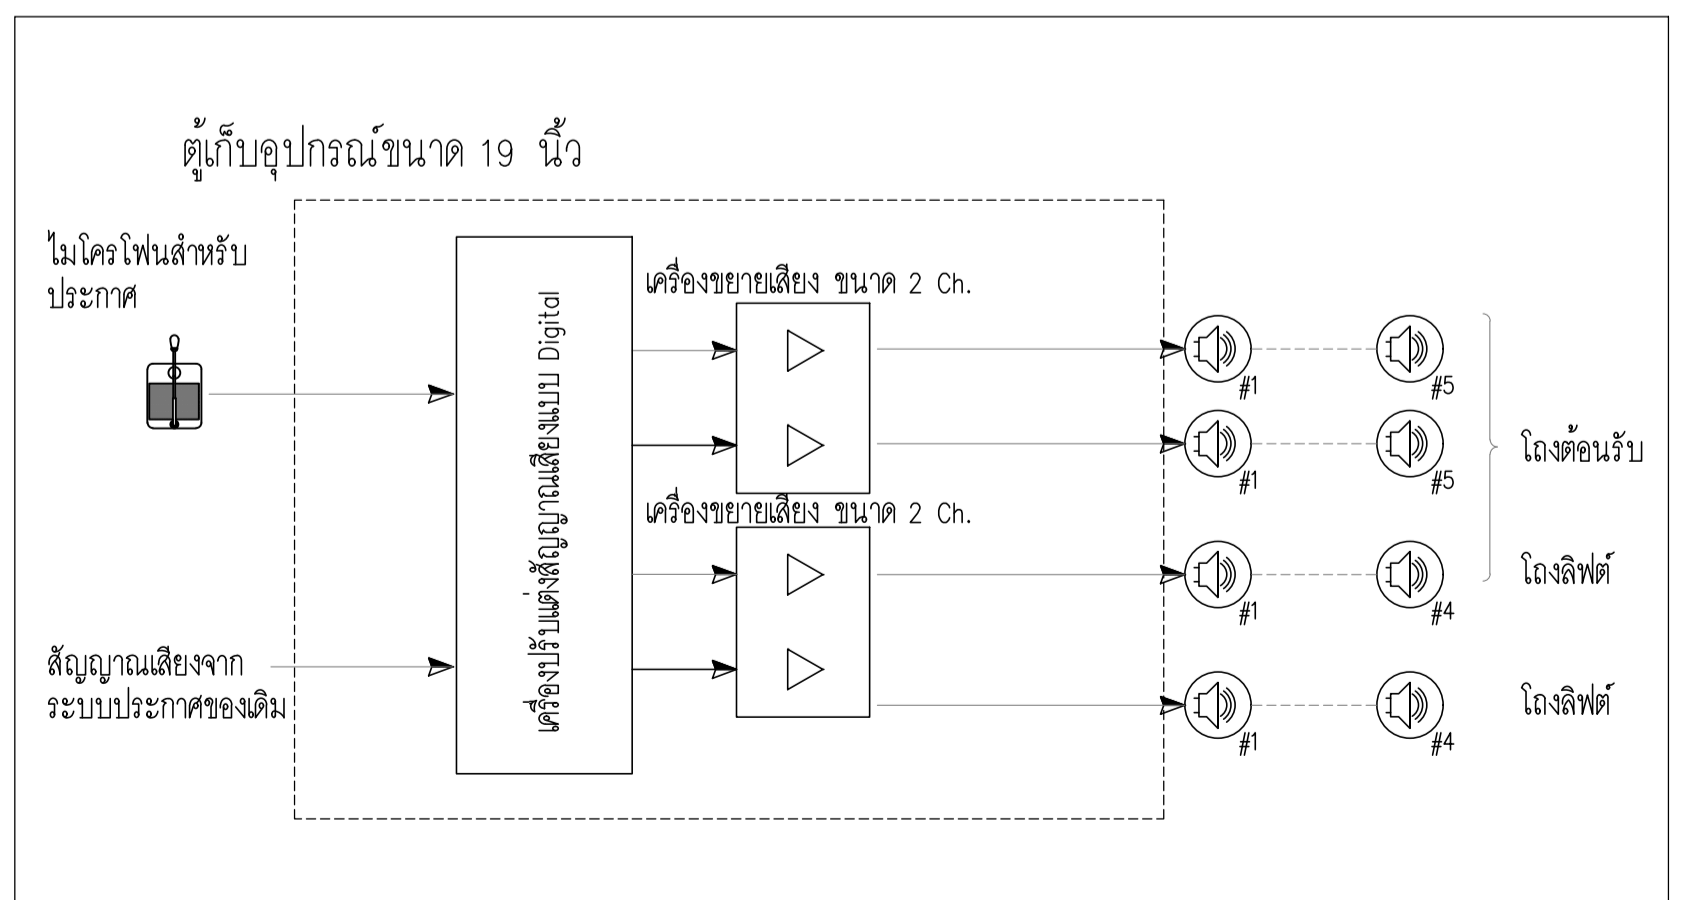 ตู้เก็บอุปกรณ์ขนาด 19 นิ้ว
ไมโครโฟนสำหรับ
ประกาศ
เครื่องปรับแต่งสัญญาณเสียงแบบ Digital
เครื่องขยายเสียง ขนาด 2 Ch.
#1
#5
#1
#5
โถงต้อนรับ
เครื่องขยายเสียง ขนาด 2 Ch.
#1
#4
โถงลิฟต์
สัญญาณเสียงจาก
ระบบประกาศของเดิม
#1
#4
โถงลิฟต์